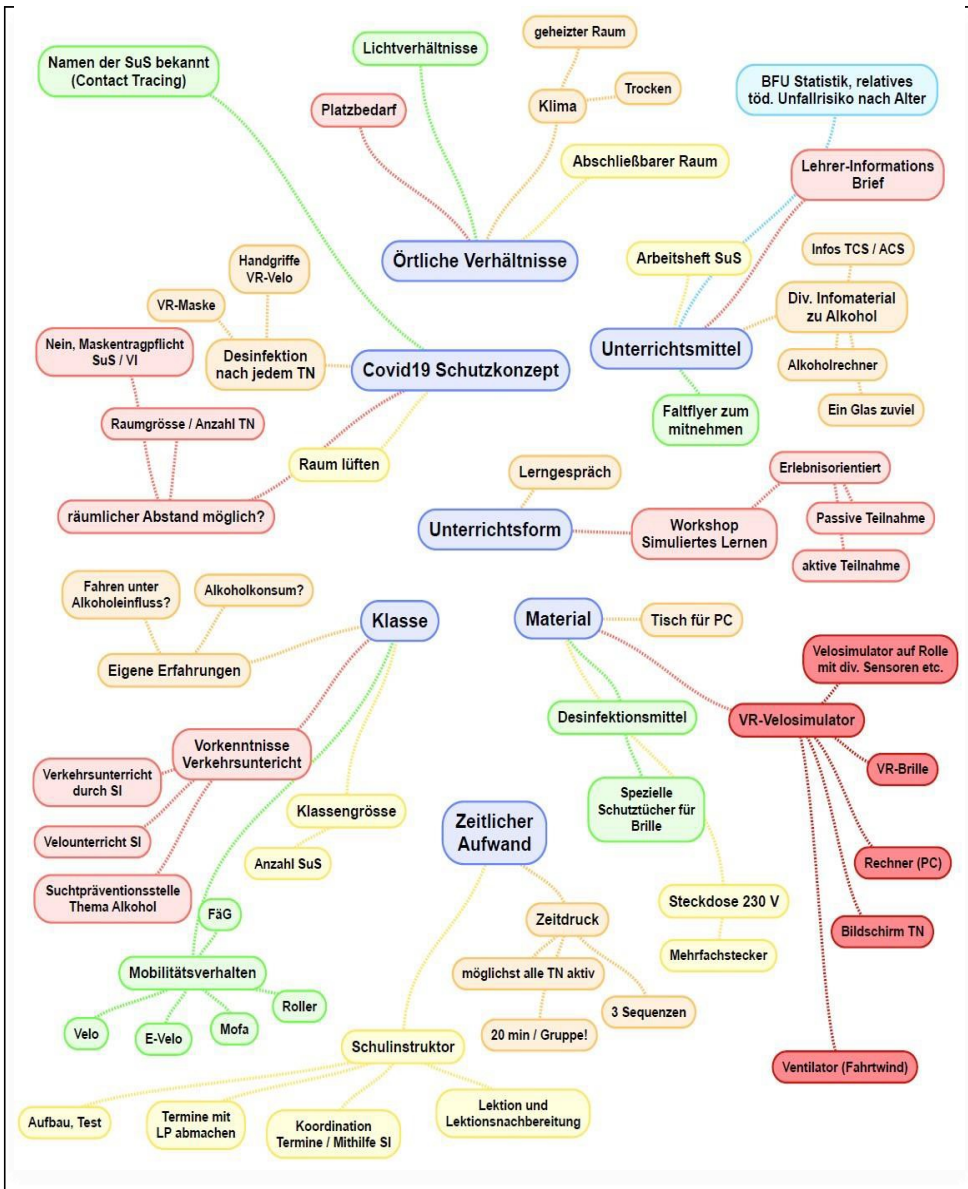 Namen der SuS bekannt
(Contact Tracing)
Lichtverhältnisse
geheizter Raum
Platzbedarf
Klima
Trocken
Abschließbarer Raum
Örtliche Verhältnisse
BFU Statistik, relatives
töd. Unfallrisiko nach Alter
Lehrer-Informations
Brief
Arbeitsheft SuS
Infos TCS / ACS
Div. Infomaterial
zu Alkohol
Unterrichtsmittel
Alkoholrechner
Ein Glas zuviel
Faltflyer zum
mitnehmen
Handgriffe
VR-Velo
VR-Maske
Nein, Maskentragpflicht
SuS / VI
Desinfektion
nach jedem TN
Covid19 Schutzkonzept
Raumgrösse / Anzahl TN
Raum lüften
räumlicher Abstand möglich?
Lerngespräch
Unterrichtsform
Workshop
Simuliertes Lernen
Erlebnisorientiert
Passive Teilnahme
aktive Teilnahme
Fahren unter
Alkoholeinfluss?
Alkoholkonsum?
Klasse
Eigene Erfahrungen
Vorkenntnisse
Verkehrsuntericht
Verkehrsunterricht
durch SI
Velounterricht SI
Suchtpräventionsstelle
Thema Alkohol
Klassengrösse
Anzahl SuS
FäG
Mobilitätsverhalten
Velo
E-Velo
Mofa
Roller
Material
Tisch für PC
Desinfektionsmittel
Spezielle
Schutztücher für
Brille
Steckdose 230 V
Mehrfachstecker
Velosimulator auf Rolle
mit div. Sensoren etc.
VR-Velosimulator
VR-Brille
Rechner (PC)
Bildschirm TN
Ventilator (Fahrtwind)
Zeitlicher
Aufwand
Zeitdruck
möglichst alle TN aktiv
20 min / Gruppe!
3 Sequenzen
Schulinstruktor
Aufbau, Test
Termine mit
LP abmachen
Koordination
Termine / Mithilfe SI
Lektion und
Lektionsnachbereitung